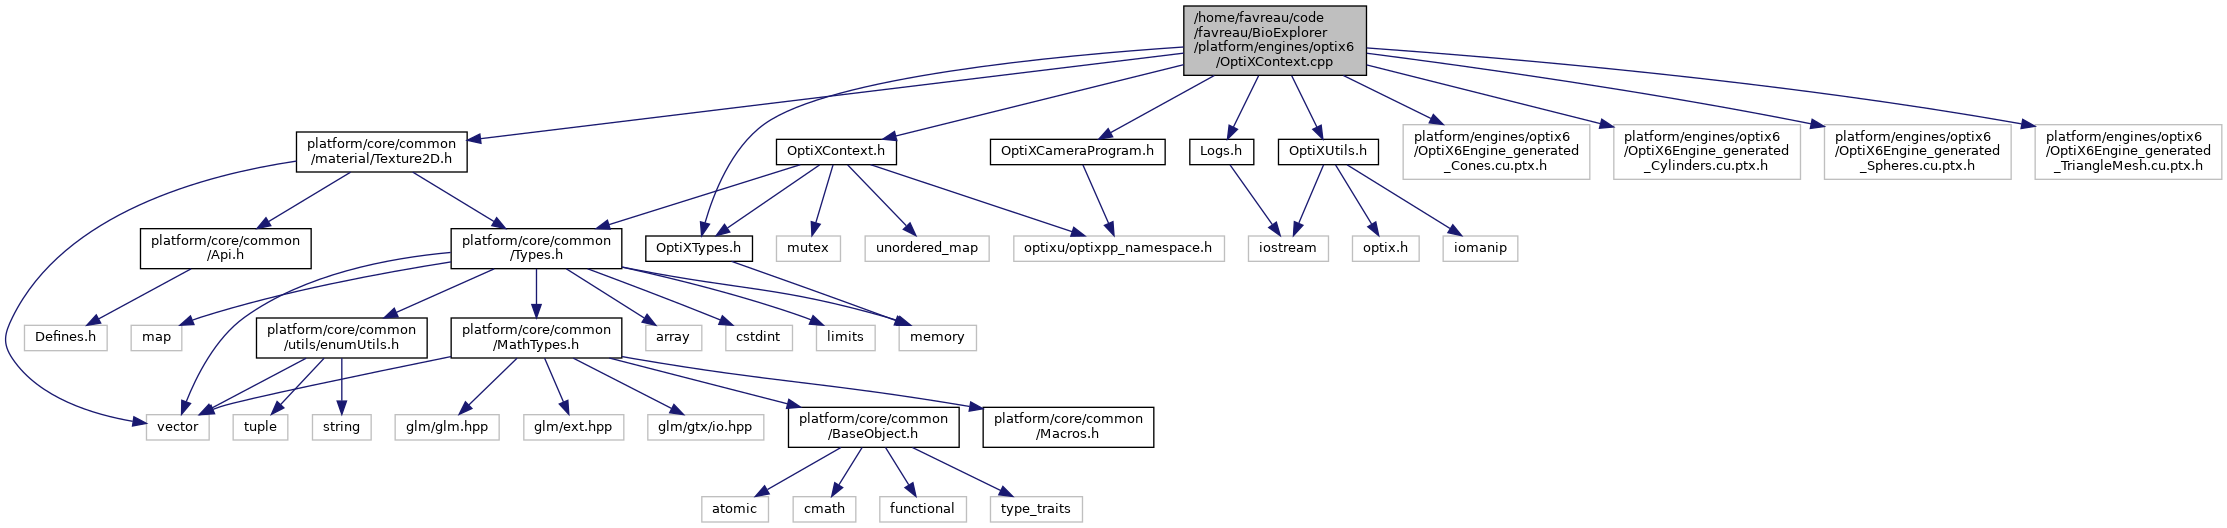 /home/favreau/code
/favreau/BioExplorer
/platform/engines/optix6
/OptiXContext.cpp
platform/core/common
/material/Texture2D.h
OptiXContext.h
OptiXCameraProgram.h
Logs.h
OptiXUtils.h
platform/engines/optix6
/OptiX6Engine_generated
_Cones.cu.ptx.h
platform/engines/optix6
/OptiX6Engine_generated
_Cylinders.cu.ptx.h
platform/engines/optix6
/OptiX6Engine_generated
_Spheres.cu.ptx.h
platform/engines/optix6
/OptiX6Engine_generated
_TriangleMesh.cu.ptx.h
platform/core/common
/Api.h
platform/core/common
/Types.h
OptiXTypes.h
mutex
unordered_map
optixu/optixpp_namespace.h
iostream
optix.h
iomanip
Defines.h
map
platform/core/common
/utils/enumUtils.h
platform/core/common
/MathTypes.h
array
cstdint
limits
memory
vector
tuple
string
glm/glm.hpp
glm/ext.hpp
glm/gtx/io.hpp
platform/core/common
/BaseObject.h
platform/core/common
/Macros.h
atomic
cmath
functional
type_traits